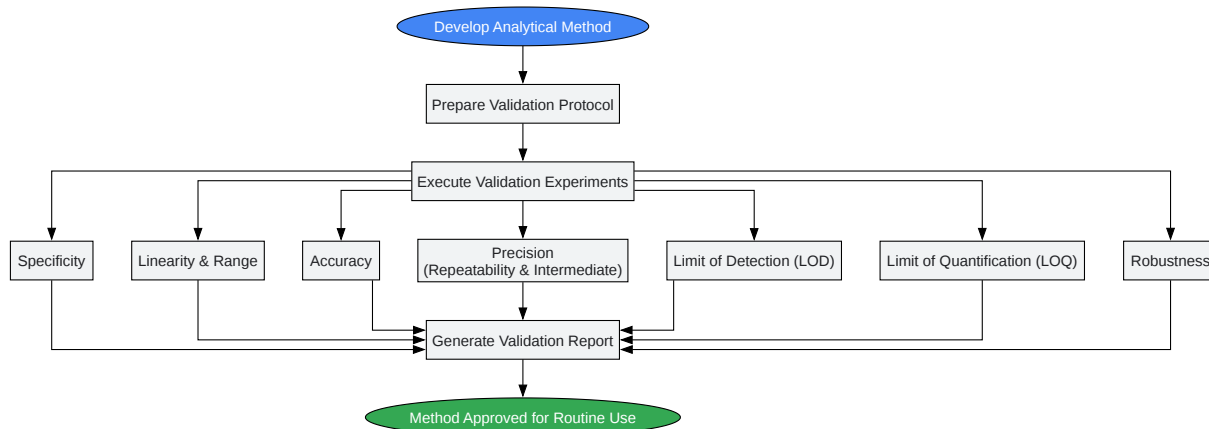 Develop Analytical Method
Prepare Validation Protocol
Execute Validation Experiments
Specificity
Linearity & Range
Accuracy
Precision
(Repeatability & Intermediate)
Limit of Detection (LOD)
Limit of Quantification (LOQ)
Robustness
Generate Validation Report
Method Approved for Routine Use